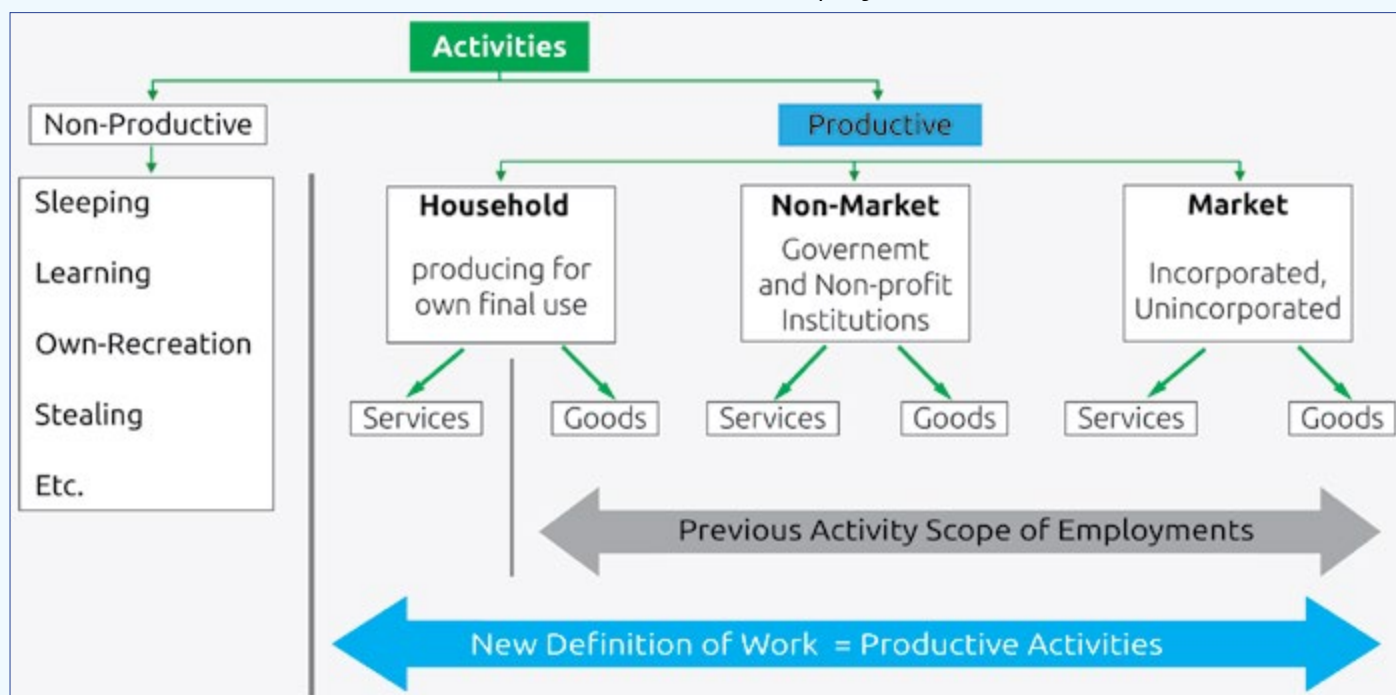 Activities
Non-Productive
Productive
Sleeping
Learning
Own-Recreation
Stealing
Etc.
Household
producing for
own final use
Non-Market
Governemt
and Non-profit
Institutions
Market
Incorporated,
Unincorporated
Services
Goods
Services
Goods
Services
Goods
Previous Activity Scope of Employments
New Definition of Work = Productive Activities